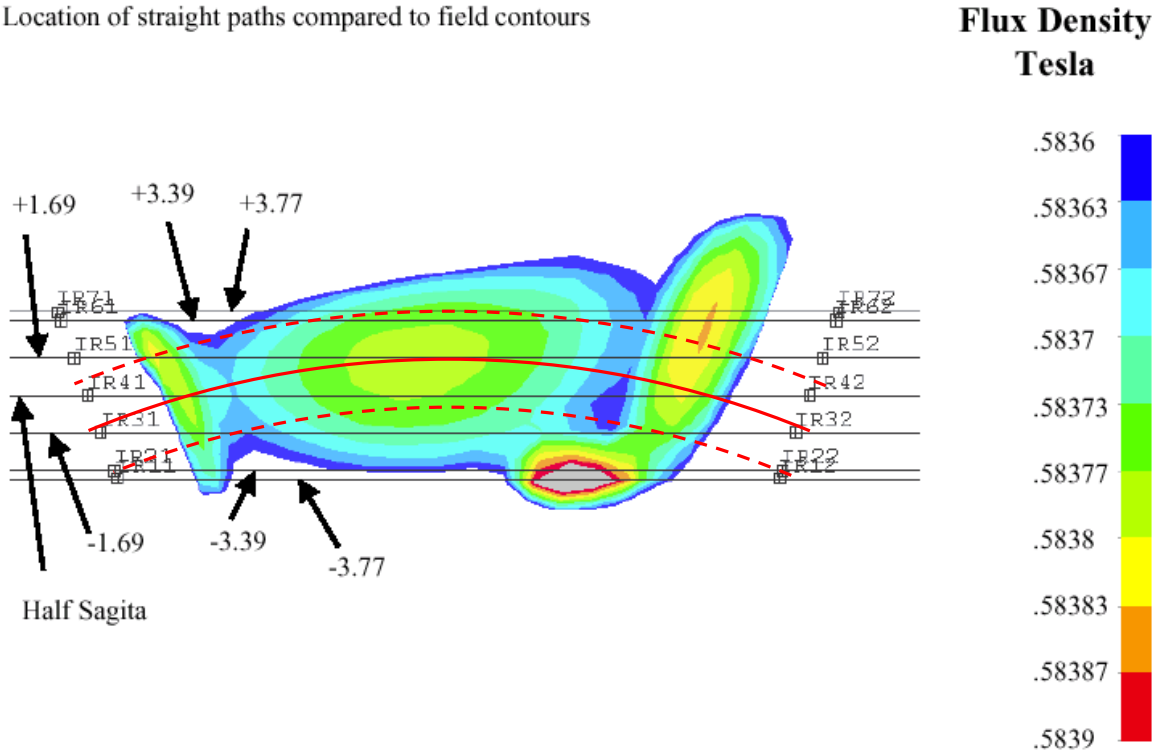 Location of straight paths compared to field contours
Flux Density
Tesla
.5836
.58363
.58367
.5837
.58373
.58377
.5838
.58383
.58387
.5839
+1.69
+3.39
+3.77
IR71
IR61
IR51
IR41
IR31
IR21
IR11
IR72
IR62
IR52
IR42
IR32
IR22
IR12
-1.69
-3.39
-3.77
Half Sagita